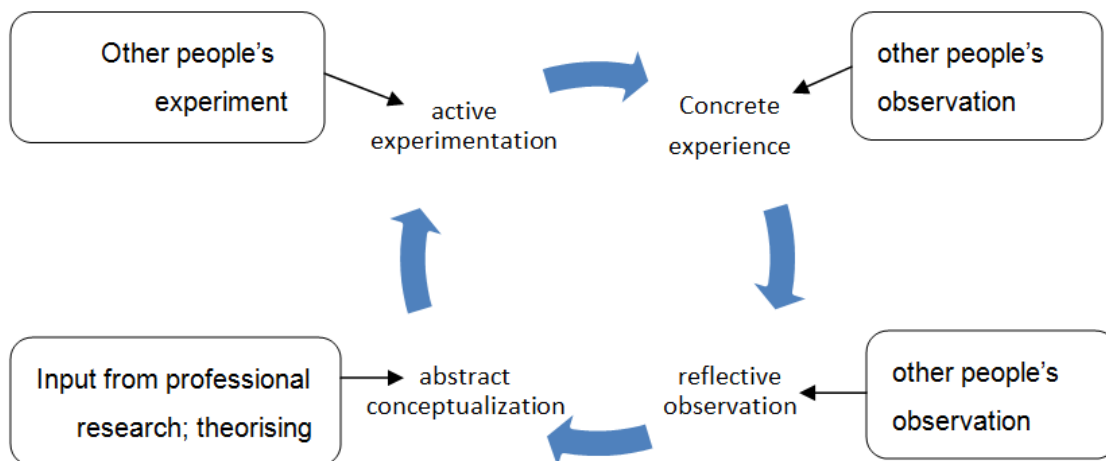 Other people's
experiment
active
experimentation
Concrete
experience
other people's
observation
Input from professional
research; theorising
abstract
conceptualization
reflective
observation
other people's
observation